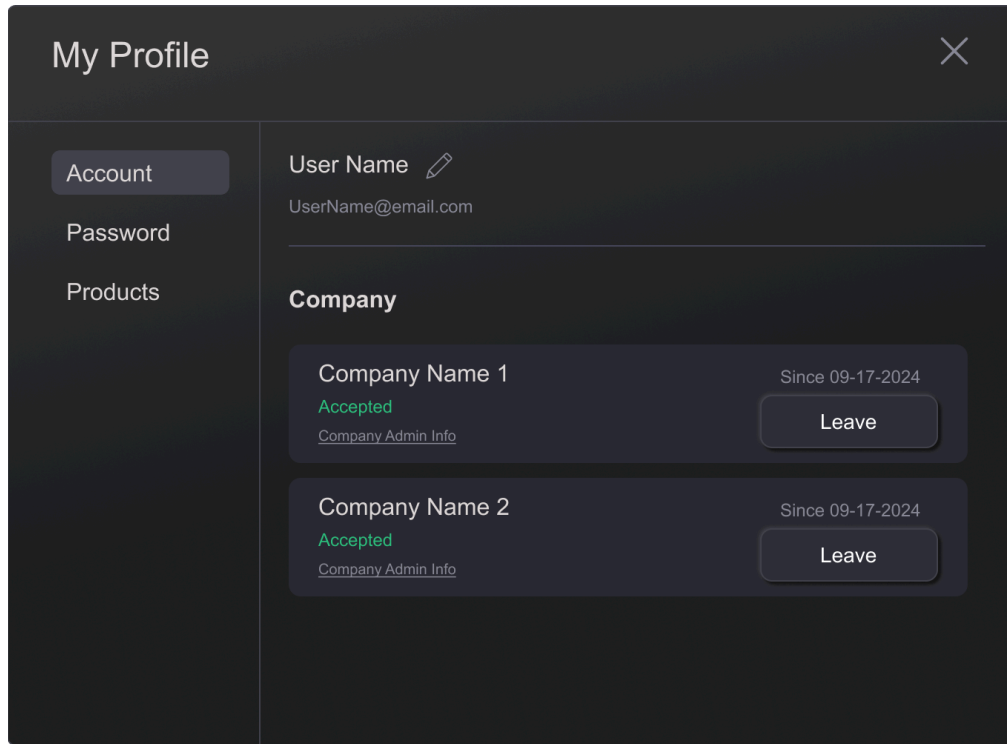 My Profile
Account
Password
Products
User Name
UserName@email.com
Company
Company Name 1
Accepted
Company Admin Info
Since 09-17-2024
Leave
Company Name 2
Accepted
Company Admin Info
Since 09-17-2024
Leave